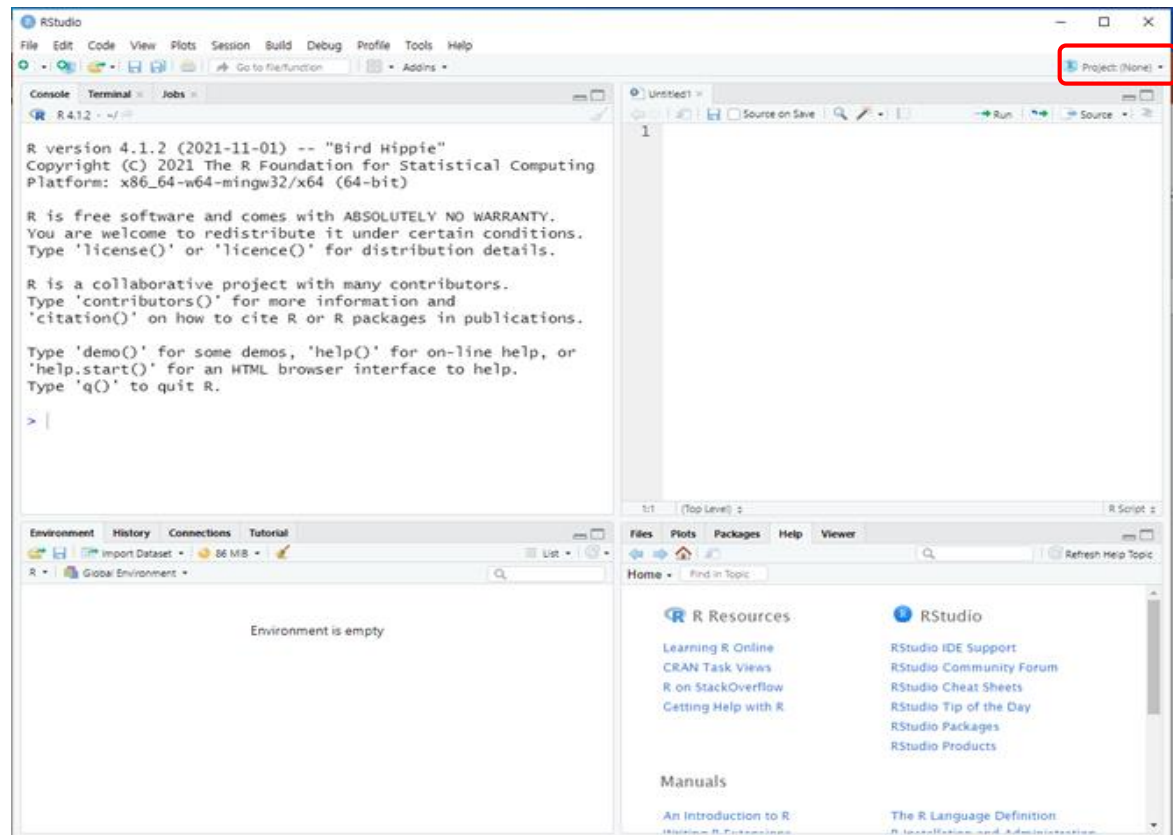 RStudio
File Edit Code View Plots Session Build Debug Profile Tools Help
Go to file/function Addins
Project: (None)
Console Terminal Jobs
R 4.1.2 · ~/
R version 4.1.2 (2021-11-01) -- "Bird Hippie"
Copyright (C) 2021 The R Foundation for Statistical Computing
Platform: x86_64-w64-mingw32/x64 (64-bit)
R is free software and comes with ABSOLUTELY NO WARRANTY.
You are welcome to redistribute it under certain conditions.
Type 'license()' or 'licence()' for distribution details.
R is a collaborative project with many contributors.
Type 'contributors()' for more information and
'citation()' on how to cite R or R packages in publications.
Type 'demo()' for some demos, 'help()' for on-line help, or
'help.start()' for an HTML browser interface to help.
Type 'q()' to quit R.
>
Untitled1
Source on Save Run Source
1
1:1 (Top Level) R Script
Environment History Connections Tutorial
Import Dataset 86 MiB List
R Global Environment
Environment is empty
Files Plots Packages Help Viewer
Refresh Help Topic
Home Find in Topic
R Resources
Learning R Online
CRAN Task Views
R on StackOverflow
Getting Help with R
RStudio
RStudio IDE Support
RStudio Community Forum
RStudio Cheat Sheets
RStudio Tip of the Day
RStudio Packages
RStudio Products
Manuals
An Introduction to R
The R Language Definition
Writing R Extensions
R Installation and Administration